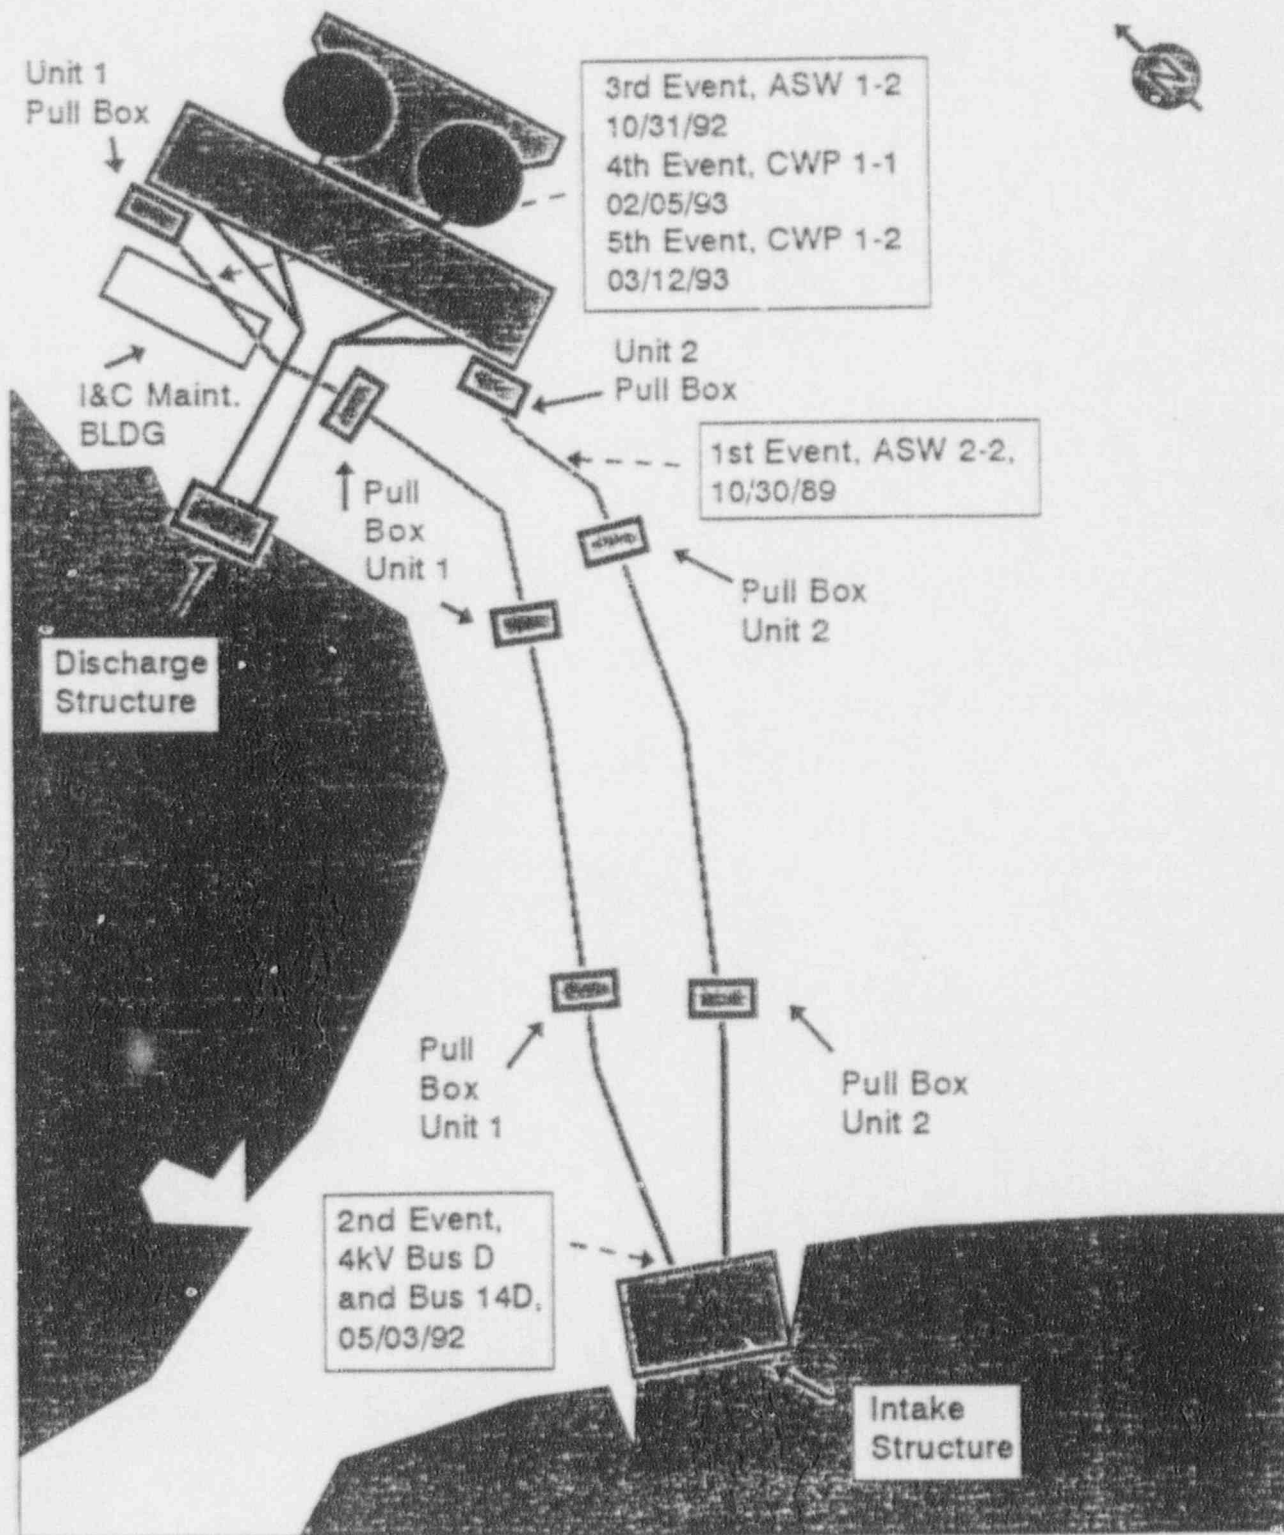 Unit 1
Pull Box
N
3rd Event, ASW 1-2
10/31/92
4th Event, CWP 1-1
02/05/93
5th Event, CWP 1-2
03/12/93
Unit 2
Pull Box
I&C Maint.
BLDG
1st Event, ASW 2-2,
10/30/89
Pull
Box
Unit 1
Pull Box
Unit 2
Discharge
Structure
Pull
Box
Unit 1
Pull Box
Unit 2
2nd Event,
4kV Bus D
and Bus 14D,
05/03/92
Intake
Structure